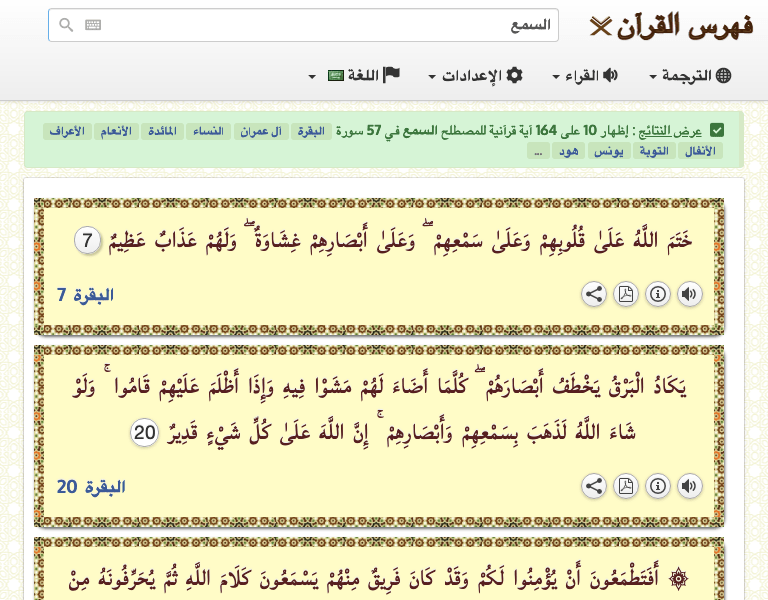 فهرس القرآن
السمع
الترجمة
القراء
الإعدادات
اللغة
عرض النتائج : إظهار 10 على 164 آية قرآنية للمصطلح السمع في 57 سورة البقرة آل عمران النساء المائدة الأنعام الأعراف
الأنفال التوبة يونس هود ...
خَتَمَ اللَّهُ عَلَىٰ قُلُوبِهِمْ وَعَلَىٰ سَمْعِهِمْ ۖ وَعَلَىٰ أَبْصَارِهِمْ غِشَاوَةٌ ۖ وَلَهُمْ عَذَابٌ عَظِيمٌ 7
البقرة 7
يَكَادُ الْبَرْقُ يَخْطَفُ أَبْصَارَهُمْ ۖ كُلَّمَا أَضَاءَ لَهُمْ مَشَوْا فِيهِ وَإِذَا أَظْلَمَ عَلَيْهِمْ قَامُوا ۚ وَلَوْ
شَاءَ اللَّهُ لَذَهَبَ بِسَمْعِهِمْ وَأَبْصَارِهِمْ ۚ إِنَّ اللَّهَ عَلَىٰ كُلِّ شَيْءٍ قَدِيرٌ 20
البقرة 20
۞ أَفَتَطْمَعُونَ أَنْ يُؤْمِنُوا لَكُمْ وَقَدْ كَانَ فَرِيقٌ مِنْهُمْ يَسْمَعُونَ كَلَامَ اللَّهِ ثُمَّ يُحَرِّفُونَهُ مِنْ